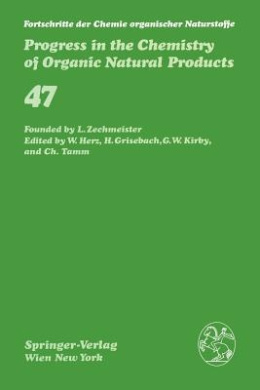 Fortschritte der Chemie organischer Naturstoffe
Progress in the Chemistry
of Organic Natural Products
47
Founded by L. Zechmeister
Edited by W. Herz, H. Grisebach, G.W. Kirby,
and Ch. Tamm
Springer-Verlag
Wien New York